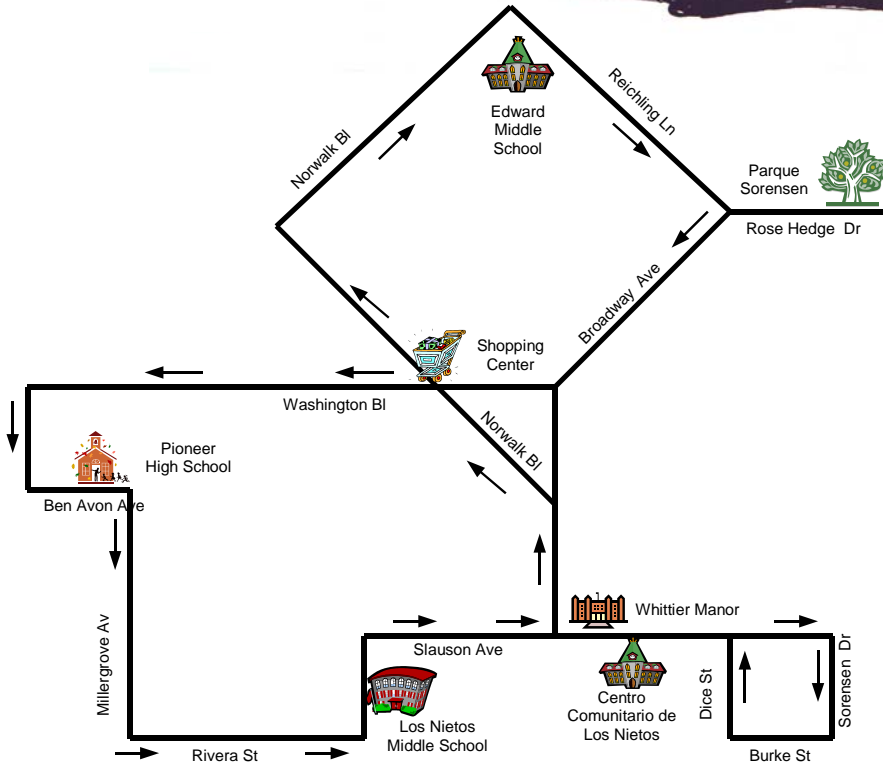 Edward
Middle
School
Reichling Ln
Norwalk Bl
Parque
Sorensen
Rose Hedge Dr
Broadway Ave
Shopping
Center
Washington Bl
Norwalk Bl
Pioneer
High School
Ben Avon Ave
Whittier Manor
Slauson Ave
Millergrove Av
Sorensen Dr
Dice St
Centro
Comunitario de
Los Nietos
Los Nietos
Middle School
Rivera St
Burke St